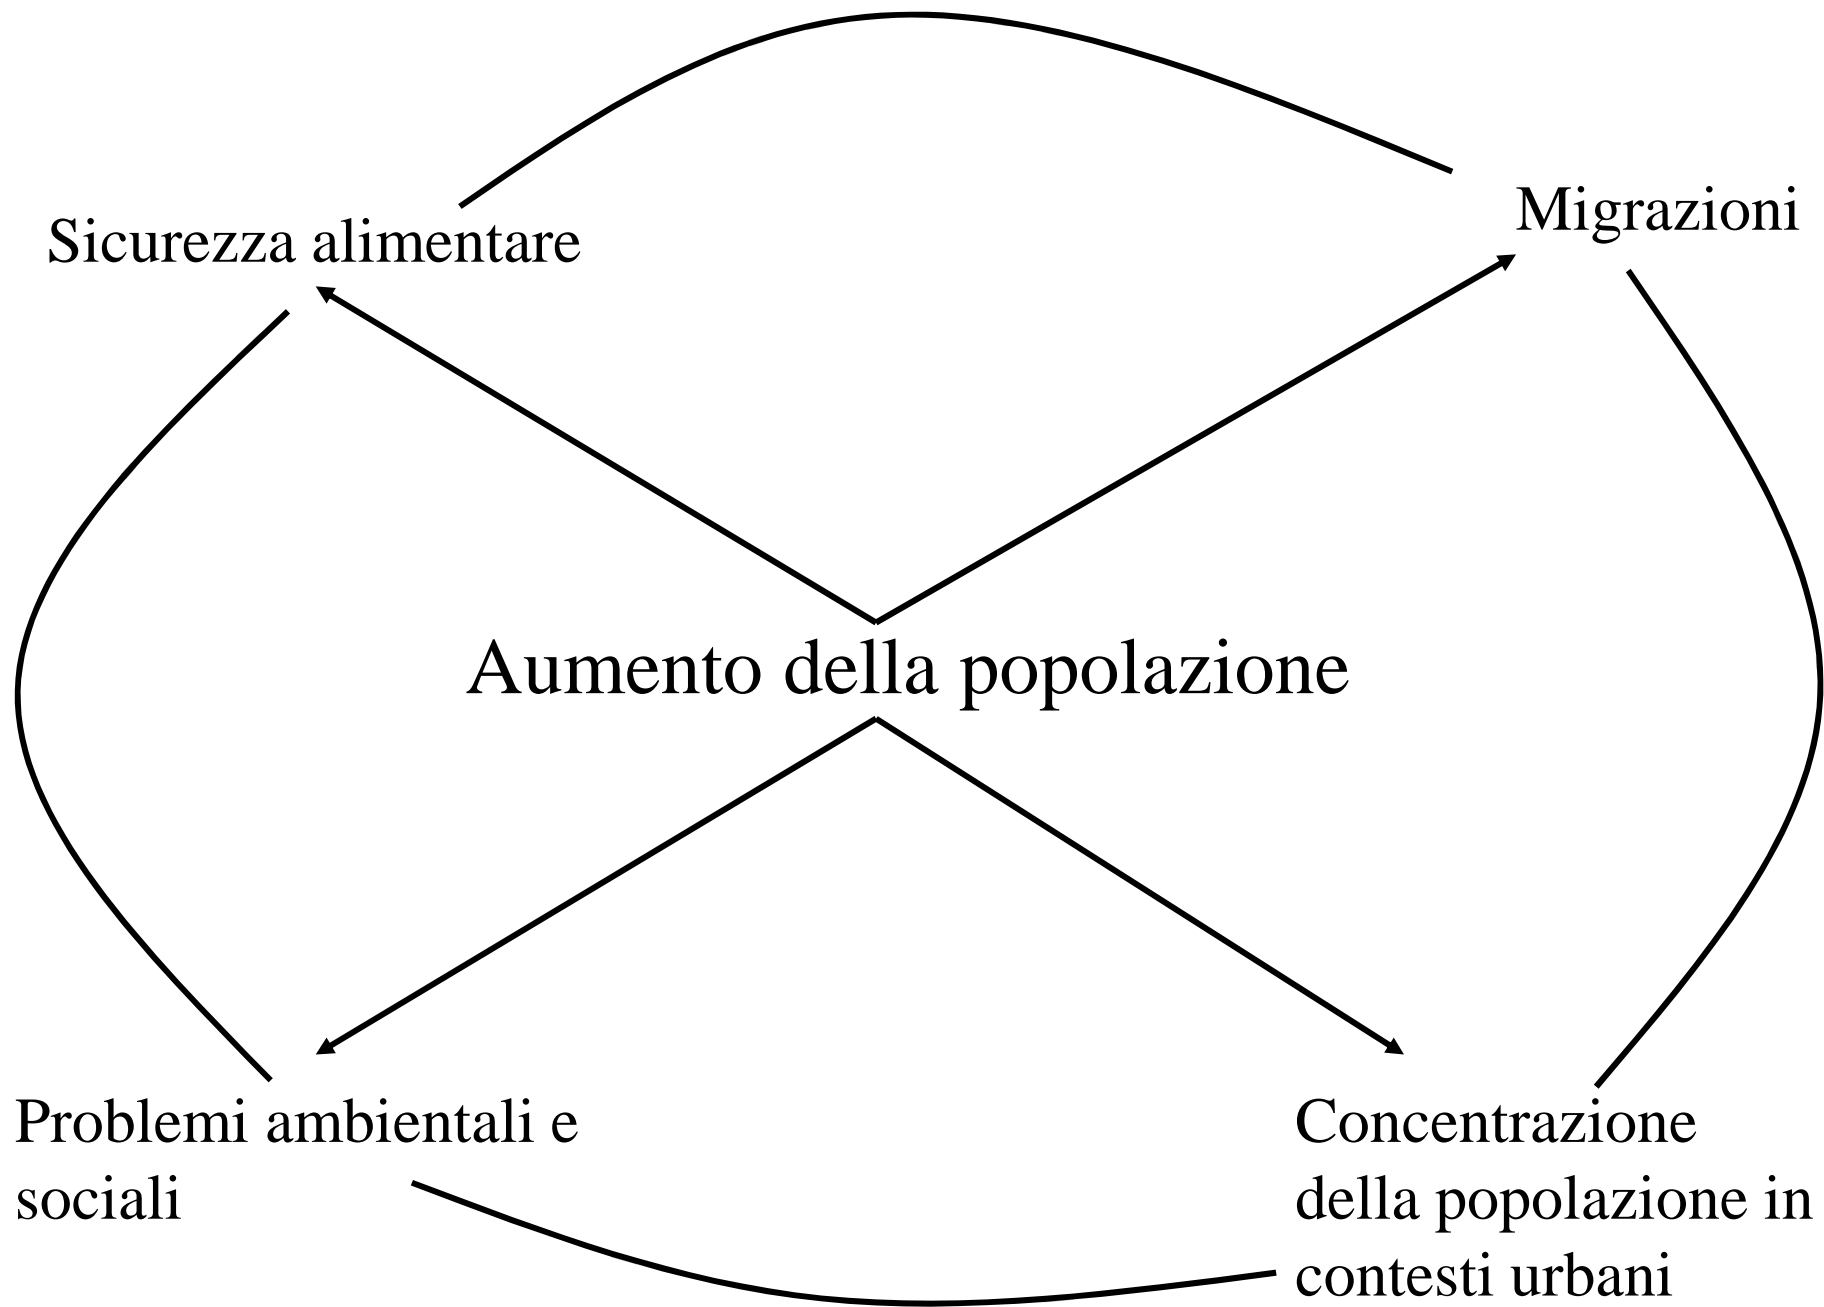 Sicurezza alimentare
Migrazioni
Aumento della popolazione
Problemi ambientali e
sociali
Concentrazione
della popolazione in
contesti urbani